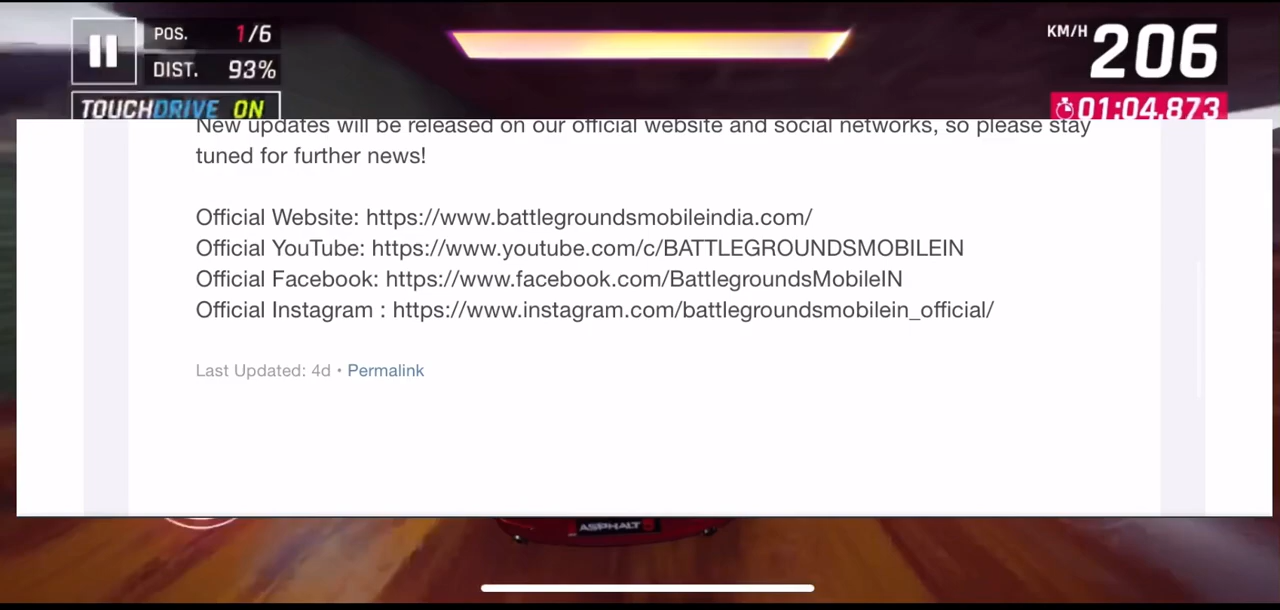 POS. 1/6
DIST. 93%
TOUCHDRIVE ON
KM/H 206
01:04.873
New updates will be released on our official website and social networks, so please stay
tuned for further news!
Official Website: https://www.battlegroundsmobileindia.com/
Official YouTube: https://www.youtube.com/c/BATTLEGROUNDSMOBILEIN
Official Facebook: https://www.facebook.com/BattlegroundsMobileIN
Official Instagram : https://www.instagram.com/battlegroundsmobilein_official/
Last Updated: 4d • Permalink
ASPHALT